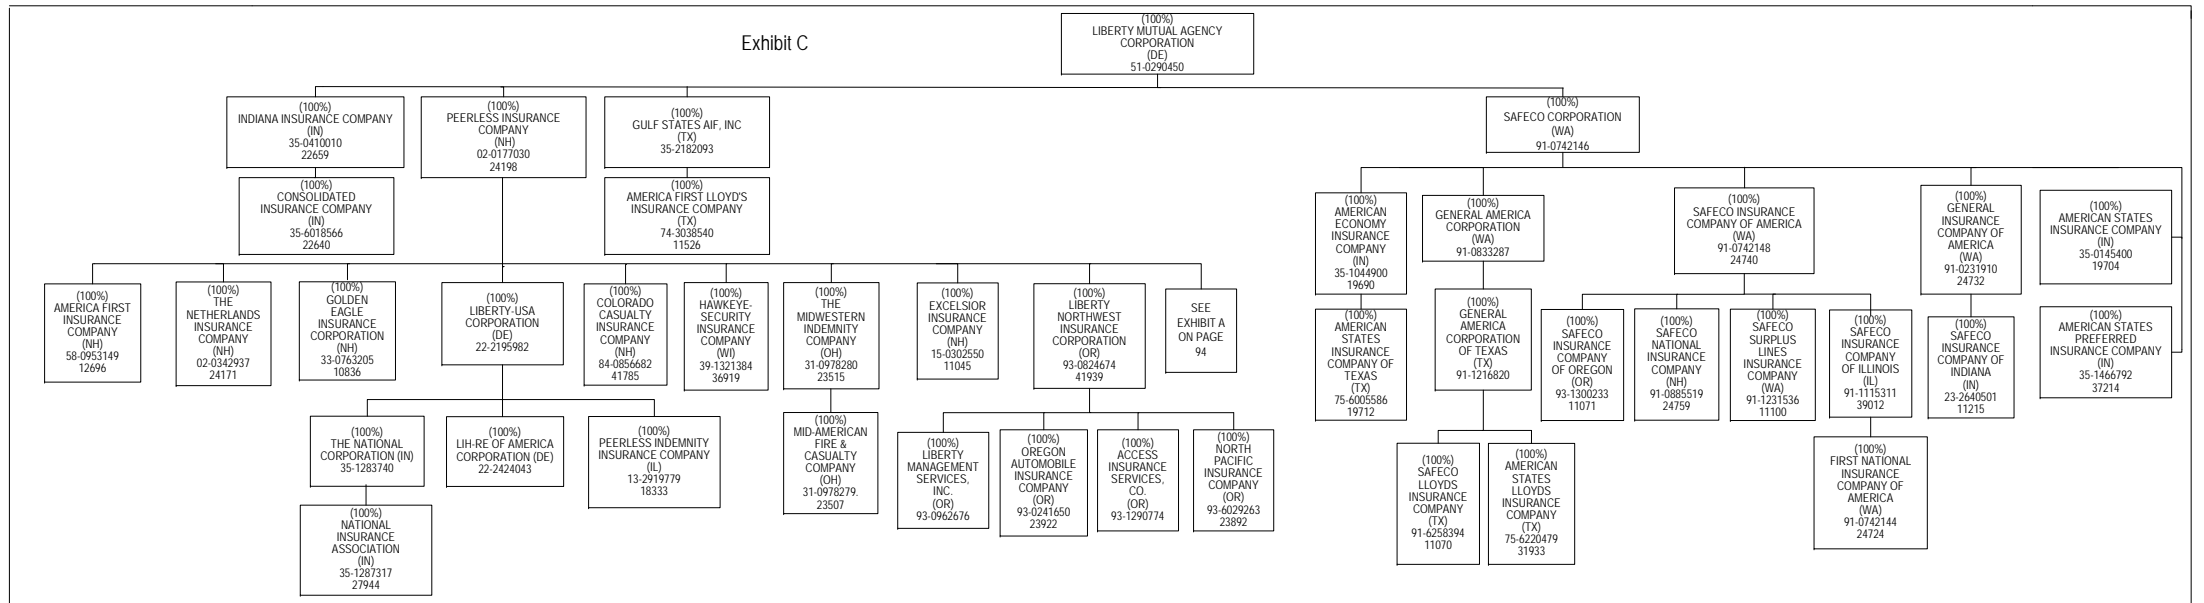 Exhibit C
(100%)
LIBERTY MUTUAL AGENCY
CORPORATION
(DE)
51-0290450
(100%)
INDIANA INSURANCE COMPANY
(IN)
35-0410010
22659
(100%)
PEERLESS INSURANCE
COMPANY
(NH)
02-0177030
24198
(100%)
GULF STATES AIF, INC
(TX)
35-2182093
(100%)
SAFECO CORPORATION
(WA)
91-0742146
(100%)
CONSOLIDATED
INSURANCE COMPANY
(IN)
35-6018566
22640
(100%)
AMERICA FIRST LLOYD'S
INSURANCE COMPANY
(TX)
74-3038540
11526
(100%)
AMERICAN
ECONOMY
INSURANCE
COMPANY
(IN)
35-1044900
19690
(100%)
GENERAL AMERICA
CORPORATION
(WA)
91-0833287
(100%)
SAFECO INSURANCE
COMPANY OF AMERICA
(WA)
91-0742148
24740
(100%)
GENERAL
INSURANCE
COMPANY OF
AMERICA
(WA)
91-0231910
24732
(100%)
AMERICAN STATES
INSURANCE COMPANY
(IN)
35-0145400
19704
(100%)
AMERICA FIRST
INSURANCE
COMPANY
(NH)
58-0953149
12696
(100%)
THE
NETHERLANDS
INSURANCE
COMPANY
(NH)
02-0342937
24171
(100%)
GOLDEN
EAGLE
INSURANCE
CORPORATION
(NH)
33-0763205
10836
(100%)
LIBERTY-USA
CORPORATION
(DE)
22-2195982
(100%)
COLORADO
CASUALTY
INSURANCE
COMPANY
(NH)
84-0856682
41785
(100%)
HAWKEYE-
SECURITY
INSURANCE
COMPANY
(WI)
39-1321384
36919
(100%)
THE
MIDWESTERN
INDEMNITY
COMPANY
(OH)
31-0978280
23515
(100%)
EXCELSIOR
INSURANCE
COMPANY
(NH)
15-0302550
11045
(100%)
LIBERTY
NORTHWEST
INSURANCE
CORPORATION
(OR)
93-0824674
41939
SEE
EXHIBIT A
ON PAGE
94
(100%)
AMERICAN
STATES
INSURANCE
COMPANY OF
TEXAS
(TX)
75-6005586
19712
(100%)
GENERAL
AMERICA
CORPORATION
OF TEXAS
(TX)
91-1216820
(100%)
SAFECO
INSURANCE
COMPANY
OF OREGON
(OR)
93-1300233
11071
(100%)
SAFECO
NATIONAL
INSURANCE
COMPANY
(NH)
91-0885519
24759
(100%)
SAFECO
SURPLUS
LINES
INSURANCE
COMPANY
(WA)
91-1231536
11100
(100%)
SAFECO
INSURANCE
COMPANY
OF ILLINOIS
(IL)
91-1115311
39012
(100%)
SAFECO
INSURANCE
COMPANY OF
INDIANA
(IN)
23-2640501
11215
(100%)
AMERICAN STATES
PREFERRED
INSURANCE COMPANY
(IN)
35-1466792
37214
(100%)
THE NATIONAL
CORPORATION (IN)
35-1283740
(100%)
LIH-RE OF AMERICA
CORPORATION (DE)
22-2424043
(100%)
PEERLESS INDEMNITY
INSURANCE COMPANY
(IL)
13-2919779
18333
(100%)
MID-AMERICAN
FIRE &
CASUALTY
COMPANY
(OH)
31-0978279.
23507
(100%)
LIBERTY
MANAGEMENT
SERVICES,
INC.
(OR)
93-0962676
(100%)
OREGON
AUTOMOBILE
INSURANCE
COMPANY
(OR)
93-0241650
23922
(100%)
ACCESS
INSURANCE
SERVICES,
CO.
(OR)
93-1290774
(100%)
NORTH
PACIFIC
INSURANCE
COMPANY
(OR)
93-6029263
23892
(100%)
SAFECO
LLOYDS
INSURANCE
COMPANY
(TX)
91-6258394
11070
(100%)
AMERICAN
STATES
LLOYDS
INSURANCE
COMPANY
(TX)
75-6220479
31933
(100%)
FIRST NATIONAL
INSURANCE
COMPANY OF
AMERICA
(WA)
91-0742144
24724
(100%)
NATIONAL
INSURANCE
ASSOCIATION
(IN)
35-1287317
27944